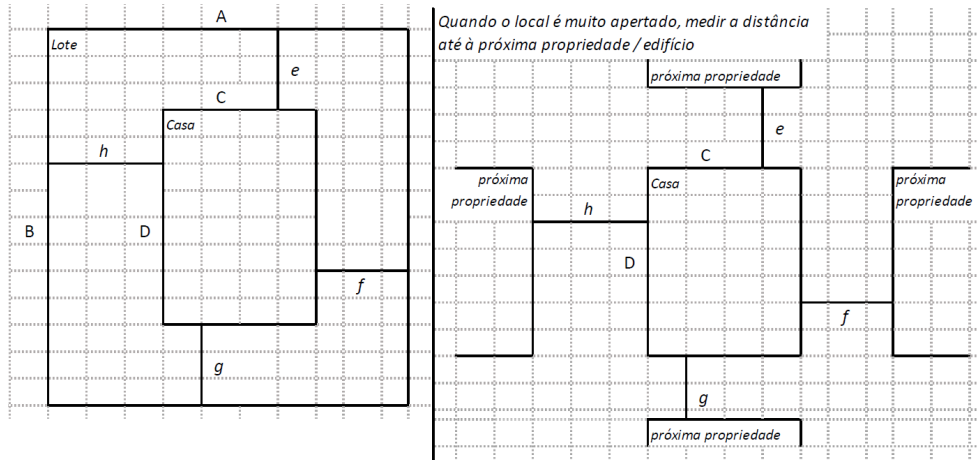 A
Lote
e
C
Casa
h
B
D
f
g
Quando o local é muito apertado, medir a distância
até à próxima propriedade / edifício
próxima propriedade
e
C
próxima
propriedade
Casa
próxima
propriedade
h
D
f
g
próxima propriedade